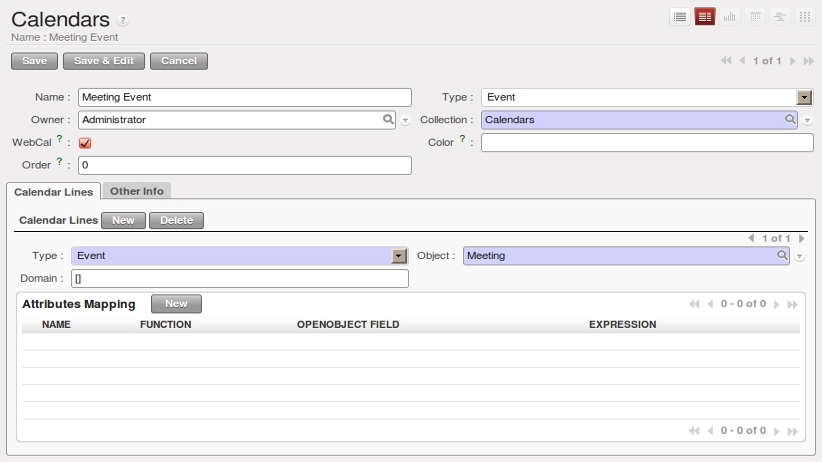 Calendars ?
Name : Meeting Event
Save Save & Edit Cancel 1 of 1
Name : Meeting Event Type : Event
Owner : Administrator Collection : Calendars
WebCal ? : Color ? :
Order ? : 0
Calendar Lines Other Info
Calendar Lines New Delete
1 of 1
Type : Event Object : Meeting
Domain : []
Attributes Mapping New 0 - 0 of 0
NAME FUNCTION OPENOBJECT FIELD EXPRESSION
0 - 0 of 0